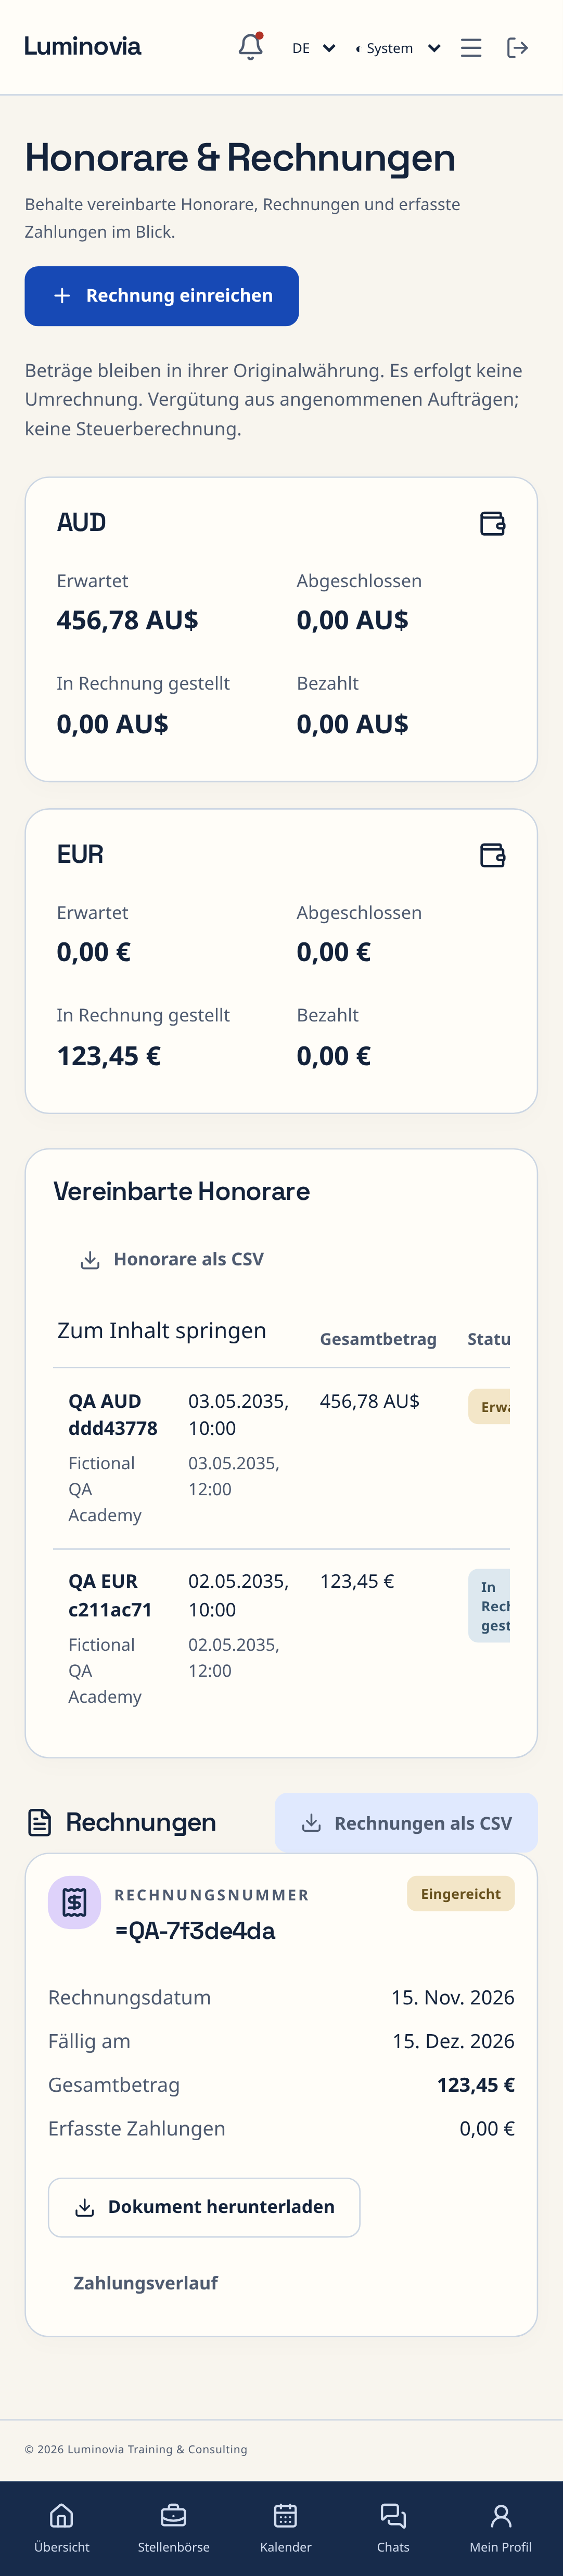 Luminovia
DE
System
Honorare & Rechnungen
Behalte vereinbarte Honorare, Rechnungen und erfasste
Zahlungen im Blick.
Rechnung einreichen
Beträge bleiben in ihrer Originalwährung. Es erfolgt keine
Umrechnung. Vergütung aus angenommenen Aufträgen;
keine Steuerberechnung.
AUD
Erwartet
Abgeschlossen
456,78 AU$
0,00 AU$
In Rechnung gestellt
Bezahlt
0,00 AU$
0,00 AU$
EUR
Erwartet
Abgeschlossen
0,00 €
0,00 €
In Rechnung gestellt
Bezahlt
123,45 €
0,00 €
Vereinbarte Honorare
Honorare als CSV
Zum Inhalt springen
Gesamtbetrag
Statu
QA AUD
ddd43778
03.05.2035,
10:00
456,78 AU$
Erwa
Fictional
QA
Academy
03.05.2035,
12:00
QA EUR
c211ac71
02.05.2035,
10:00
123,45 €
In
Rech
gest
Fictional
QA
Academy
02.05.2035,
12:00
Rechnungen
Rechnungen als CSV
RECHNUNGSNUMMER
Eingereicht
=QA-7f3de4da
Rechnungsdatum
15. Nov. 2026
Fällig am
15. Dez. 2026
Gesamtbetrag
123,45 €
Erfasste Zahlungen
0,00 €
Dokument herunterladen
Zahlungsverlauf
© 2026 Luminovia Training & Consulting
Übersicht
Stellenbörse
Kalender
Chats
Mein Profil